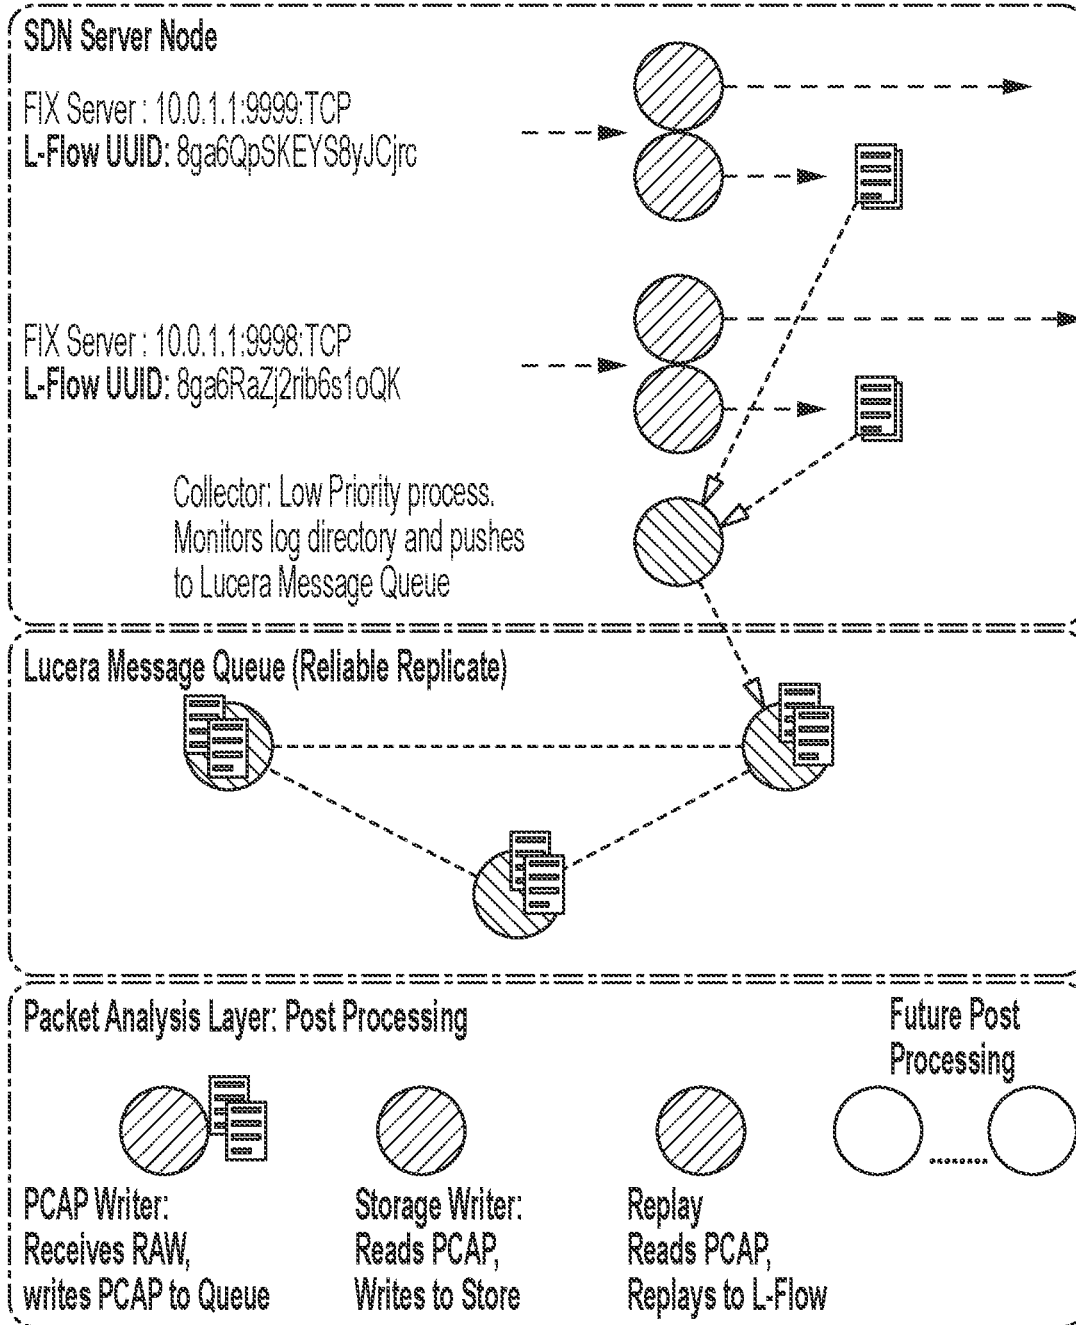 SDN Server Node
FIX Server : 10.0.1.1:9999:TCP
L-Flow UUID: 8ga6QpSKEYS8yJCjrc
FIX Server : 10.0.1.1:9998:TCP
L-Flow UUID: 8ga6RaZj2rib6s1oQK
Collector: Low Priority process.
Monitors log directory and pushes
to Lucera Message Queue
Lucera Message Queue (Reliable Replicate)
Packet Analysis Layer: Post Processing
Future Post
Processing
PCAP Writer:
Receives RAW,
writes PCAP to Queue
Storage Writer:
Reads PCAP,
Writes to Store
Replay
Reads PCAP,
Replays to L-Flow